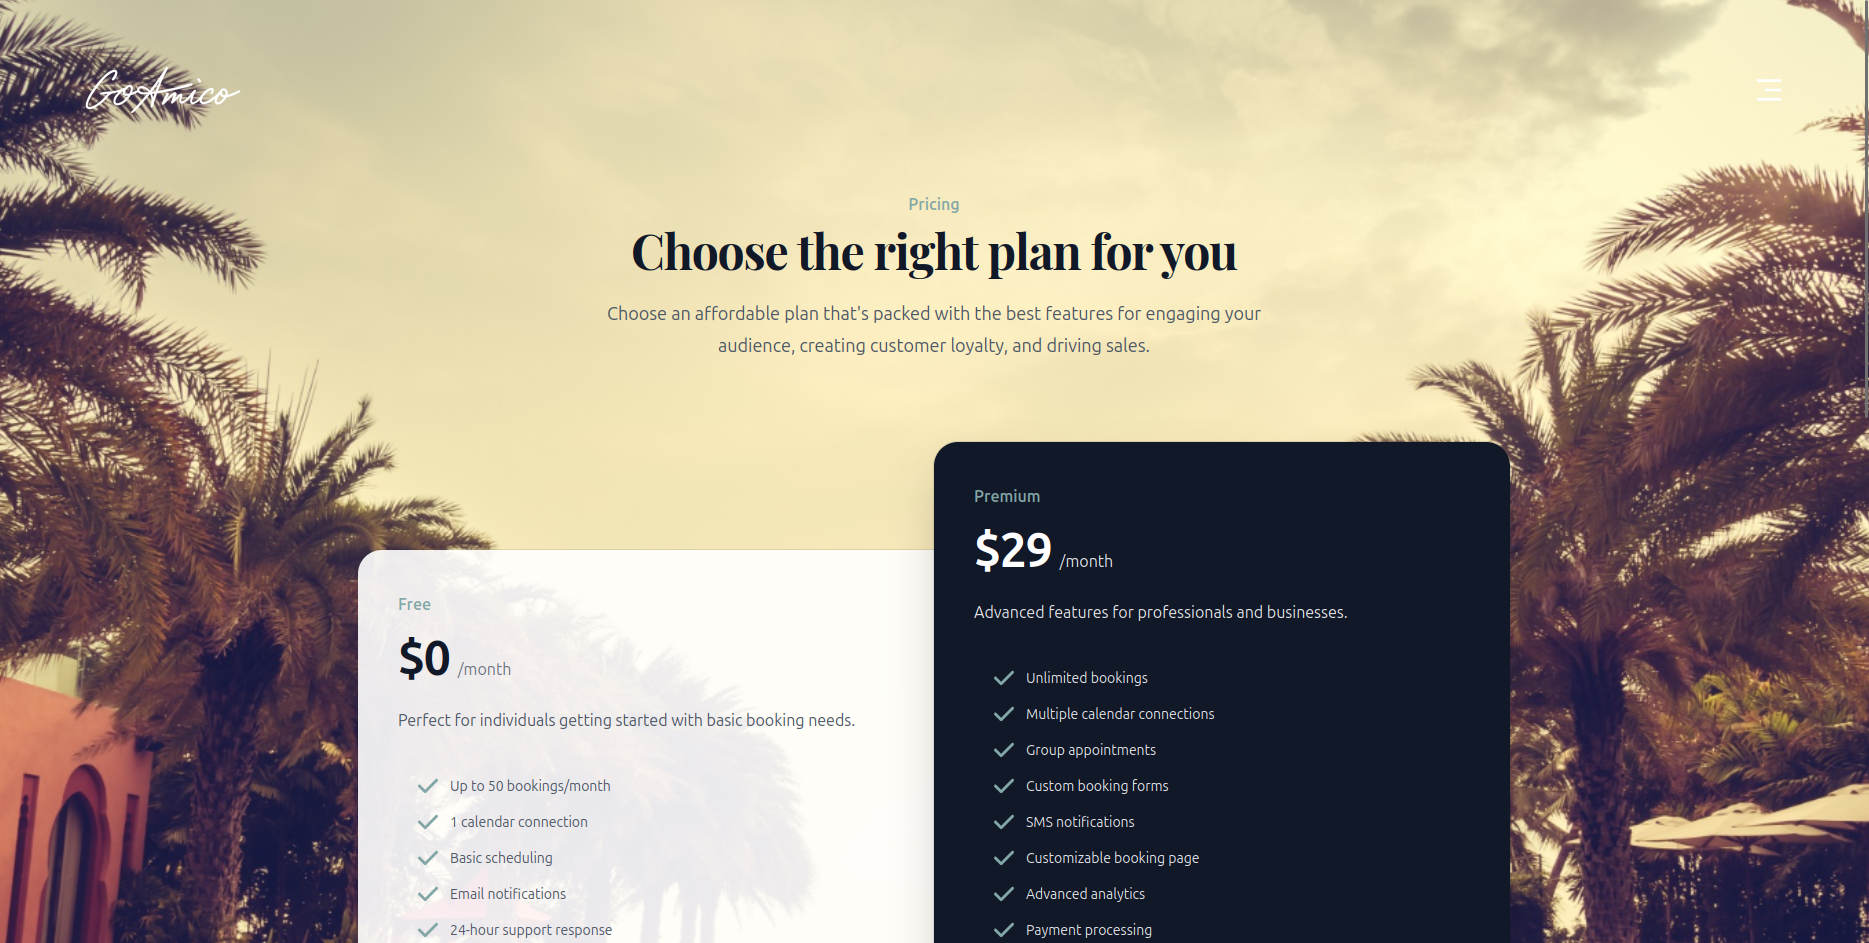 GoAmico
Pricing
Choose the right plan for you
Choose an affordable plan that's packed with the best features for engaging your
audience, creating customer loyalty, and driving sales.
Free
$0 /month
Perfect for individuals getting started with basic booking needs.
Up to 50 bookings/month
1 calendar connection
Basic scheduling
Email notifications
24-hour support response
Premium
$29 /month
Advanced features for professionals and businesses.
Unlimited bookings
Multiple calendar connections
Group appointments
Custom booking forms
SMS notifications
Customizable booking page
Advanced analytics
Payment processing